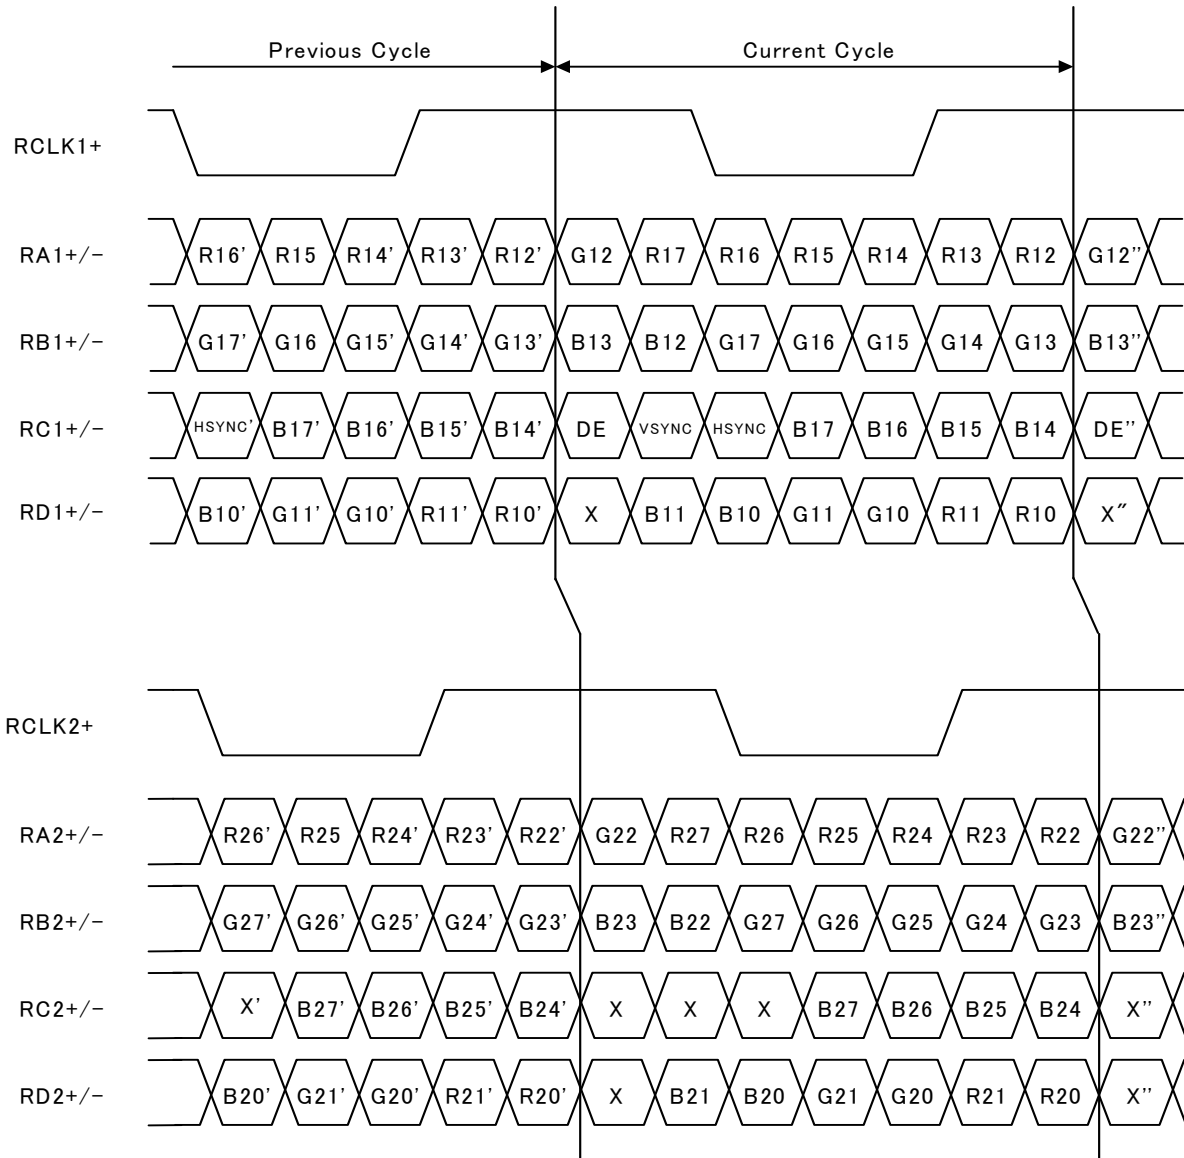 Previous Cycle Current Cycle
RCLK1+
RA1+/- R16' R15 R14' R13' R12' G12 R17 R16 R15 R14 R13 R12 G12''
RB1+/- G17' G16 G15' G14' G13' B13 B12 G17 G16 G15 G14 G13 B13''
RC1+/- HSYNC' B17' B16' B15' B14' DE VSYNC HSYNC B17 B16 B15 B14 DE''
RD1+/- B10' G11' G10' R11' R10' X B11 B10 G11 G10 R11 R10 X″
RCLK2+
RA2+/- R26' R25 R24' R23' R22' G22 R27 R26 R25 R24 R23 R22 G22''
RB2+/- G27' G26' G25' G24' G23' B23 B22 G27 G26 G25 G24 G23 B23''
RC2+/- X' B27' B26' B25' B24' X X X B27 B26 B25 B24 X''
RD2+/- B20' G21' G20' R21' R20' X B21 B20 G21 G20 R21 R20 X''